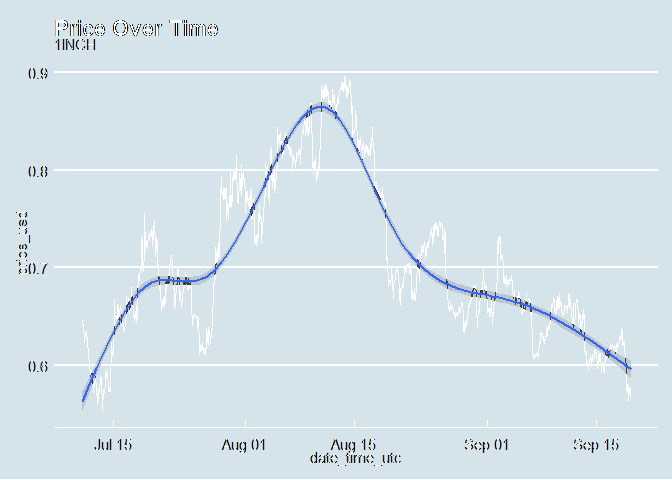 Price Over Time
1INCH
0.9
0.8
0.7
0.6
price_usd
Jul 15
Aug 01
Aug 15
Sep 01
Sep 15
date_time_utc